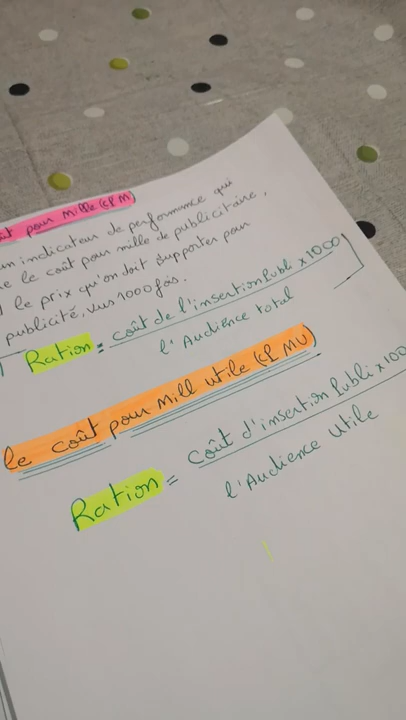 pour mille (CPM)
un indicateur de performance qui
le coût pour mille de publicitaire,
le prix qu'on doit supporter pour
publicité, vus 1000 fois.
Ration = coût de l'insertion Publi x 1000
l'Audience total
le coût pour Mill utile (CP MU)
Ration = coût d'insertion Publi x 100
l'Audience utile